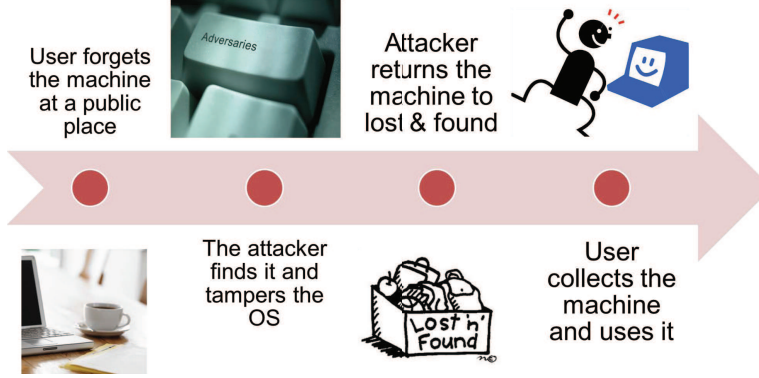 User forgets
the machine
at a public
place
Adversaries
The attacker
finds it and
tampers the
OS
Attacker
returns the
machine to
lost & found
Lost 'n'
Found
User
collects the
machine
and uses it